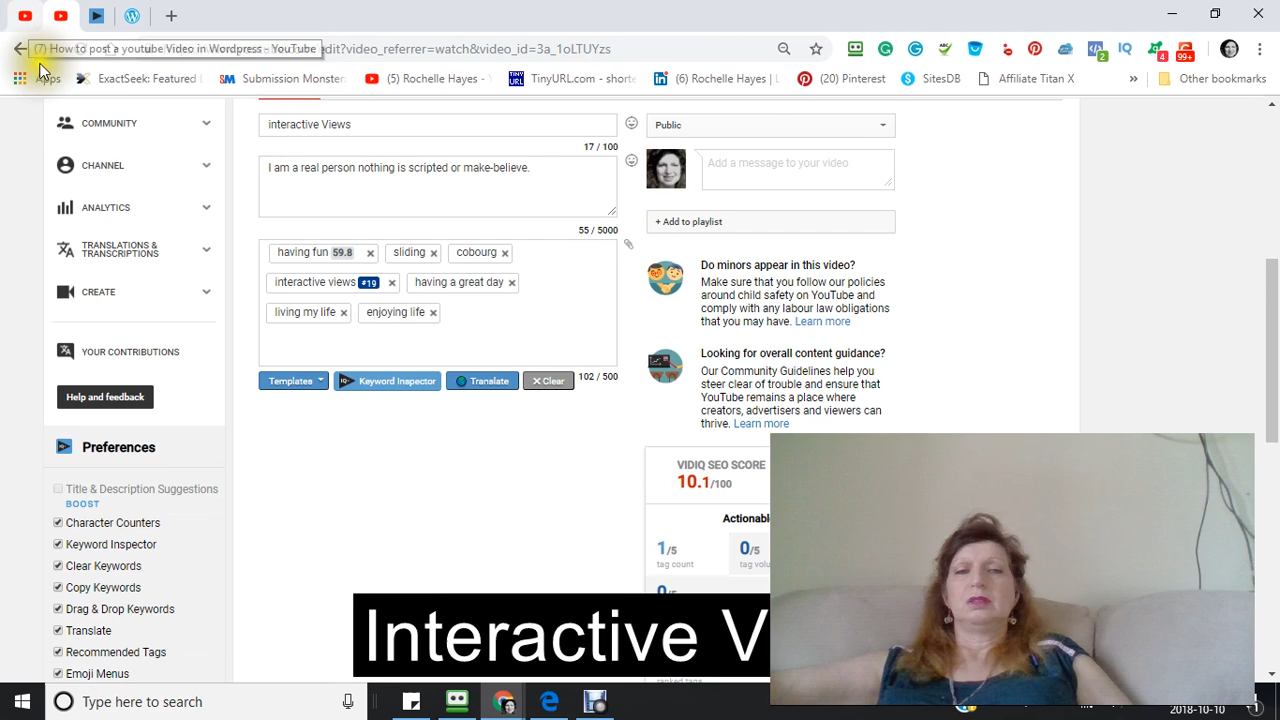 (7) How to post a youtube Video in Wordpress - YouTube
edit?video_referrer=watch&video_id=3a_1oLTUYzs
2
4
99+
Apps
ExactSeek: Featured L
Submission Monster
(5) Rochelle Hayes - Y
TINY URL
TinyURL.com - shorte
(6) Rochelle Hayes | L
(20) Pinterest
SitesDB
Affiliate Titan X
»
Other bookmarks
COMMUNITY
CHANNEL
ANALYTICS
TRANSLATIONS &
TRANSCRIPTIONS
CREATE
YOUR CONTRIBUTIONS
Help and feedback
Preferences
Title & Description Suggestions
BOOST
Character Counters
Keyword Inspector
Clear Keywords
Copy Keywords
Drag & Drop Keywords
Translate
Recommended Tags
Emoji Menus
interactive Views
17 / 100
I am a real person nothing is scripted or make-believe.
55 / 5000
having fun 59.8 × sliding × cobourg ×
interactive views #19 × having a great day ×
living my life × enjoying life ×
Templates
Keyword Inspector
Translate
× Clear
102 / 500
Public
Add a message to your video
+ Add to playlist
Do minors appear in this video?
Make sure that you follow our policies
around child safety on YouTube and
comply with any labour law obligations
that you may have. Learn more
Looking for overall content guidance?
Our Community Guidelines help you
steer clear of trouble and ensure that
YouTube remains a place where
creators, advertisers and viewers can
thrive. Learn more
VIDIQ SEO SCORE
10.1/100
Actionabl
1/5
tag count
0/5
tag volu
ranked tags
Interactive V
Type here to search
2018-10-10